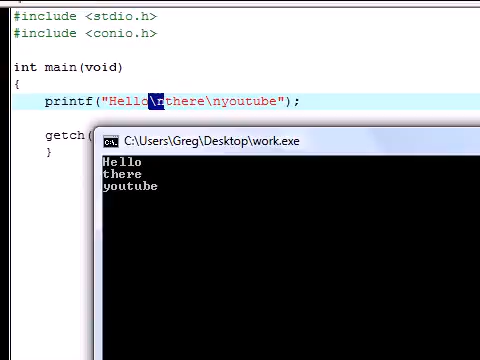 #include <stdio.h>
#include <conio.h>
int main(void)
{
printf("Hello\nthere\nyoutube");
getch(
}
C:\Users\Greg\Desktop\work.exe
Hello
there
youtube